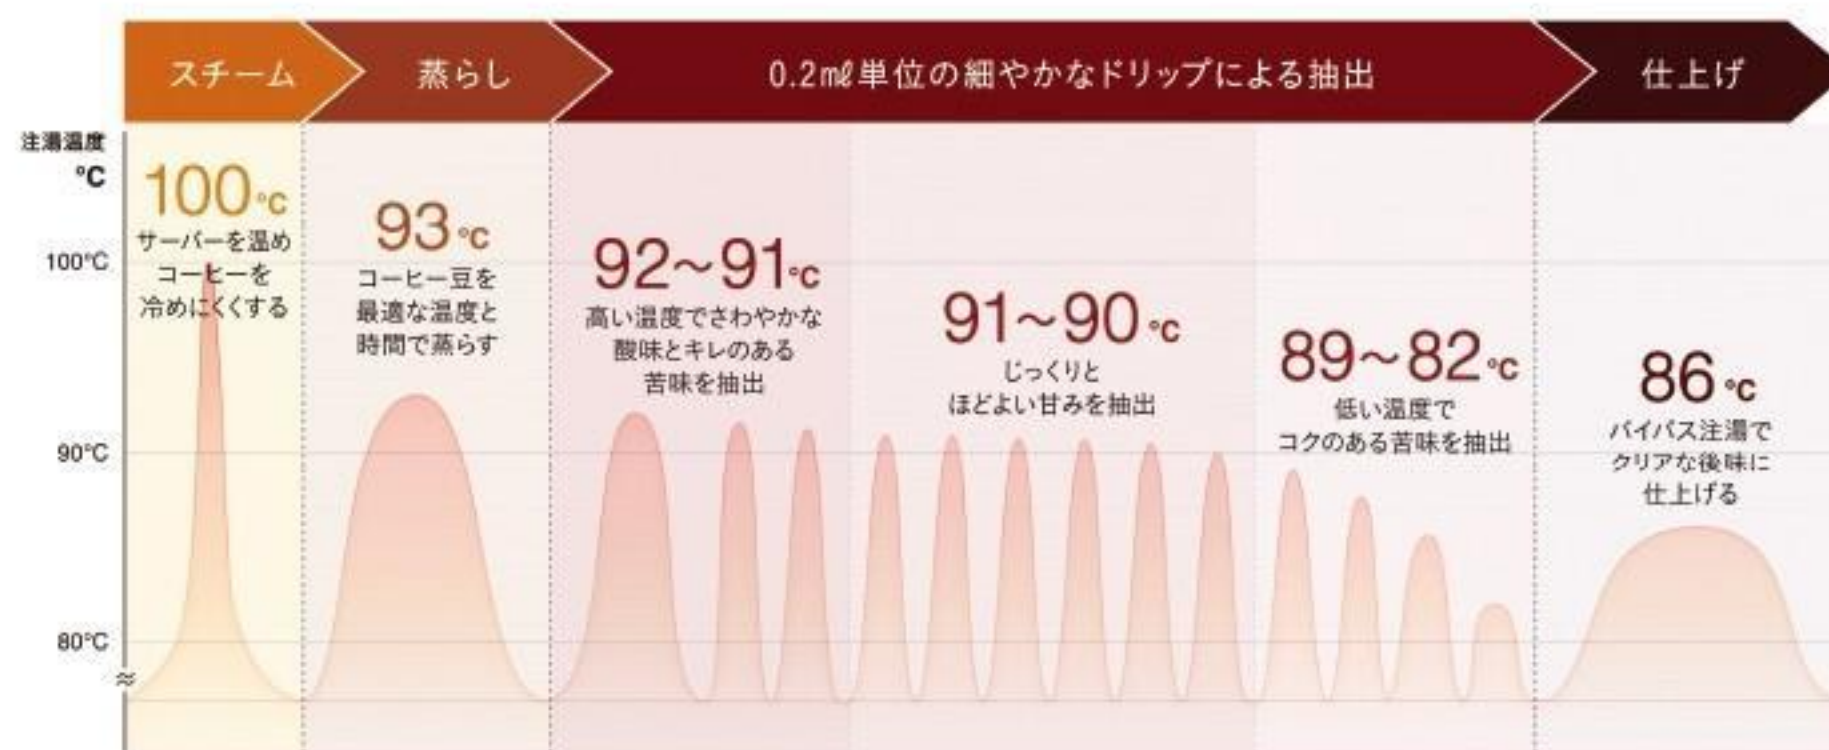 スチーム
蒸らし
0.2mℓ単位の細やかなドリップによる抽出
仕上げ
注湯温度
℃
100℃
90℃
80℃
100℃
サーバーを温め
コーヒーを
冷めにくくする
93℃
コーヒー豆を
最適な温度と
時間で蒸らす
92～91℃
高い温度でさわやかな
酸味とキレのある
苦味を抽出
91～90℃
じっくりと
ほどよい甘みを抽出
89～82℃
低い温度で
コクのある苦味を抽出
86℃
バイパス注湯で
クリアな後味に
仕上げる